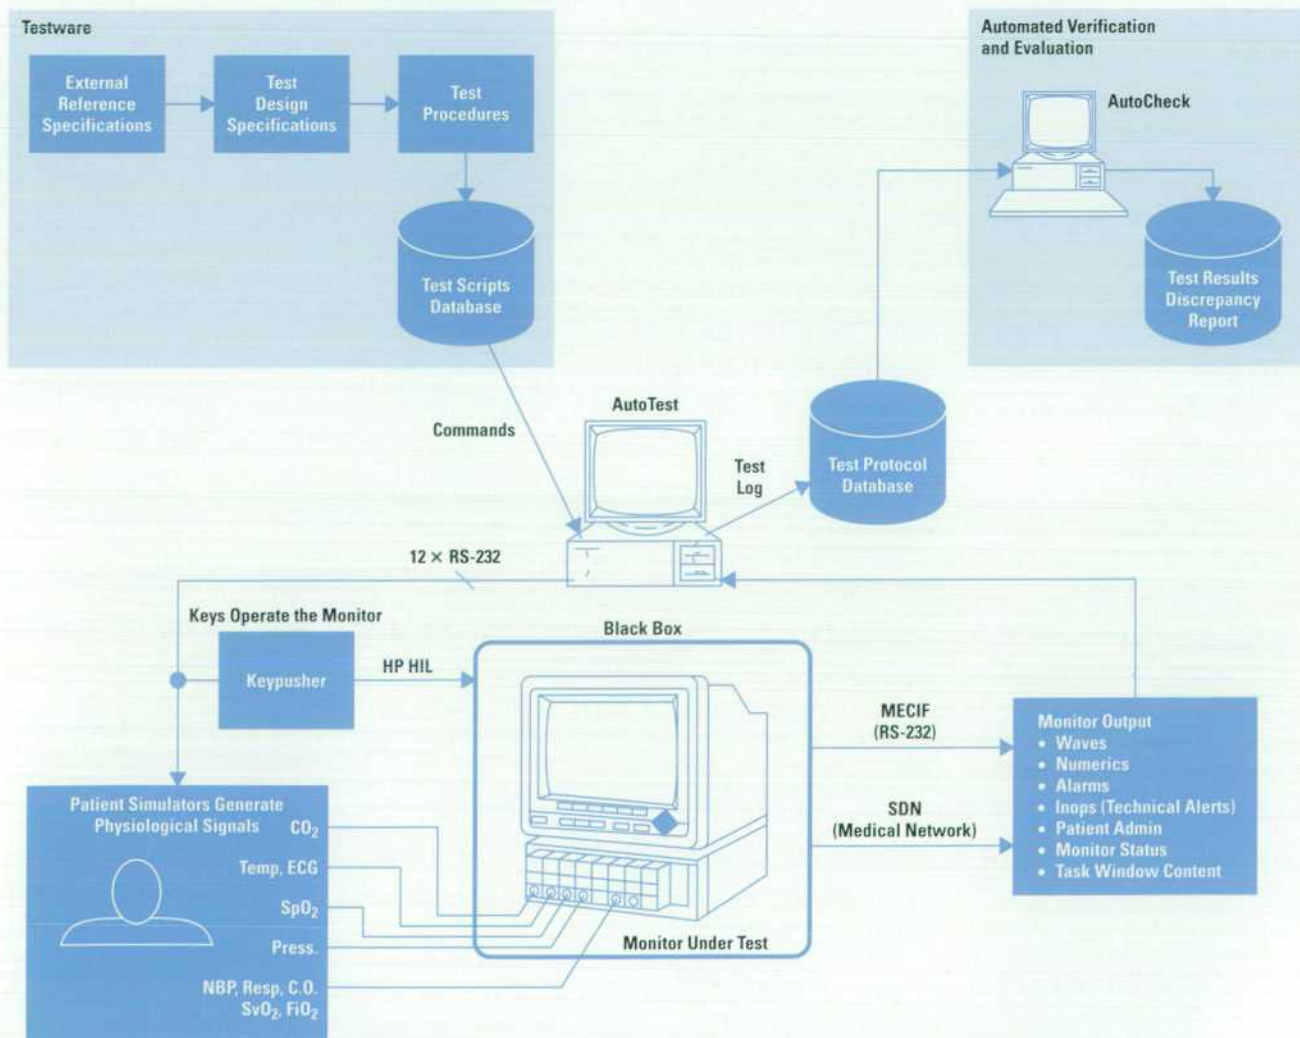 Testware
External
Reference
Specifications
Test
Design
Specifications
Test
Procedures
Test Scripts
Database
Automated Verification
and Evaluation
AutoCheck
Test Results
Discrepancy
Report
AutoTest
Commands
Test
Log
Test Protocol
Database
12 × RS-232
Keys Operate the Monitor
Keypusher
HP HIL
Black Box
Monitor Under Test
MECIF
(RS-232)
SDN
(Medical Network)
Monitor Output
• Waves
• Numerics
• Alarms
• Inops (Technical Alerts)
• Patient Admin
• Monitor Status
• Task Window Content
Patient Simulators Generate
Physiological Signals
CO₂
Temp, ECG
SpO₂
Press.
NBP, Resp, C.O.
SvO₂, FiO₂